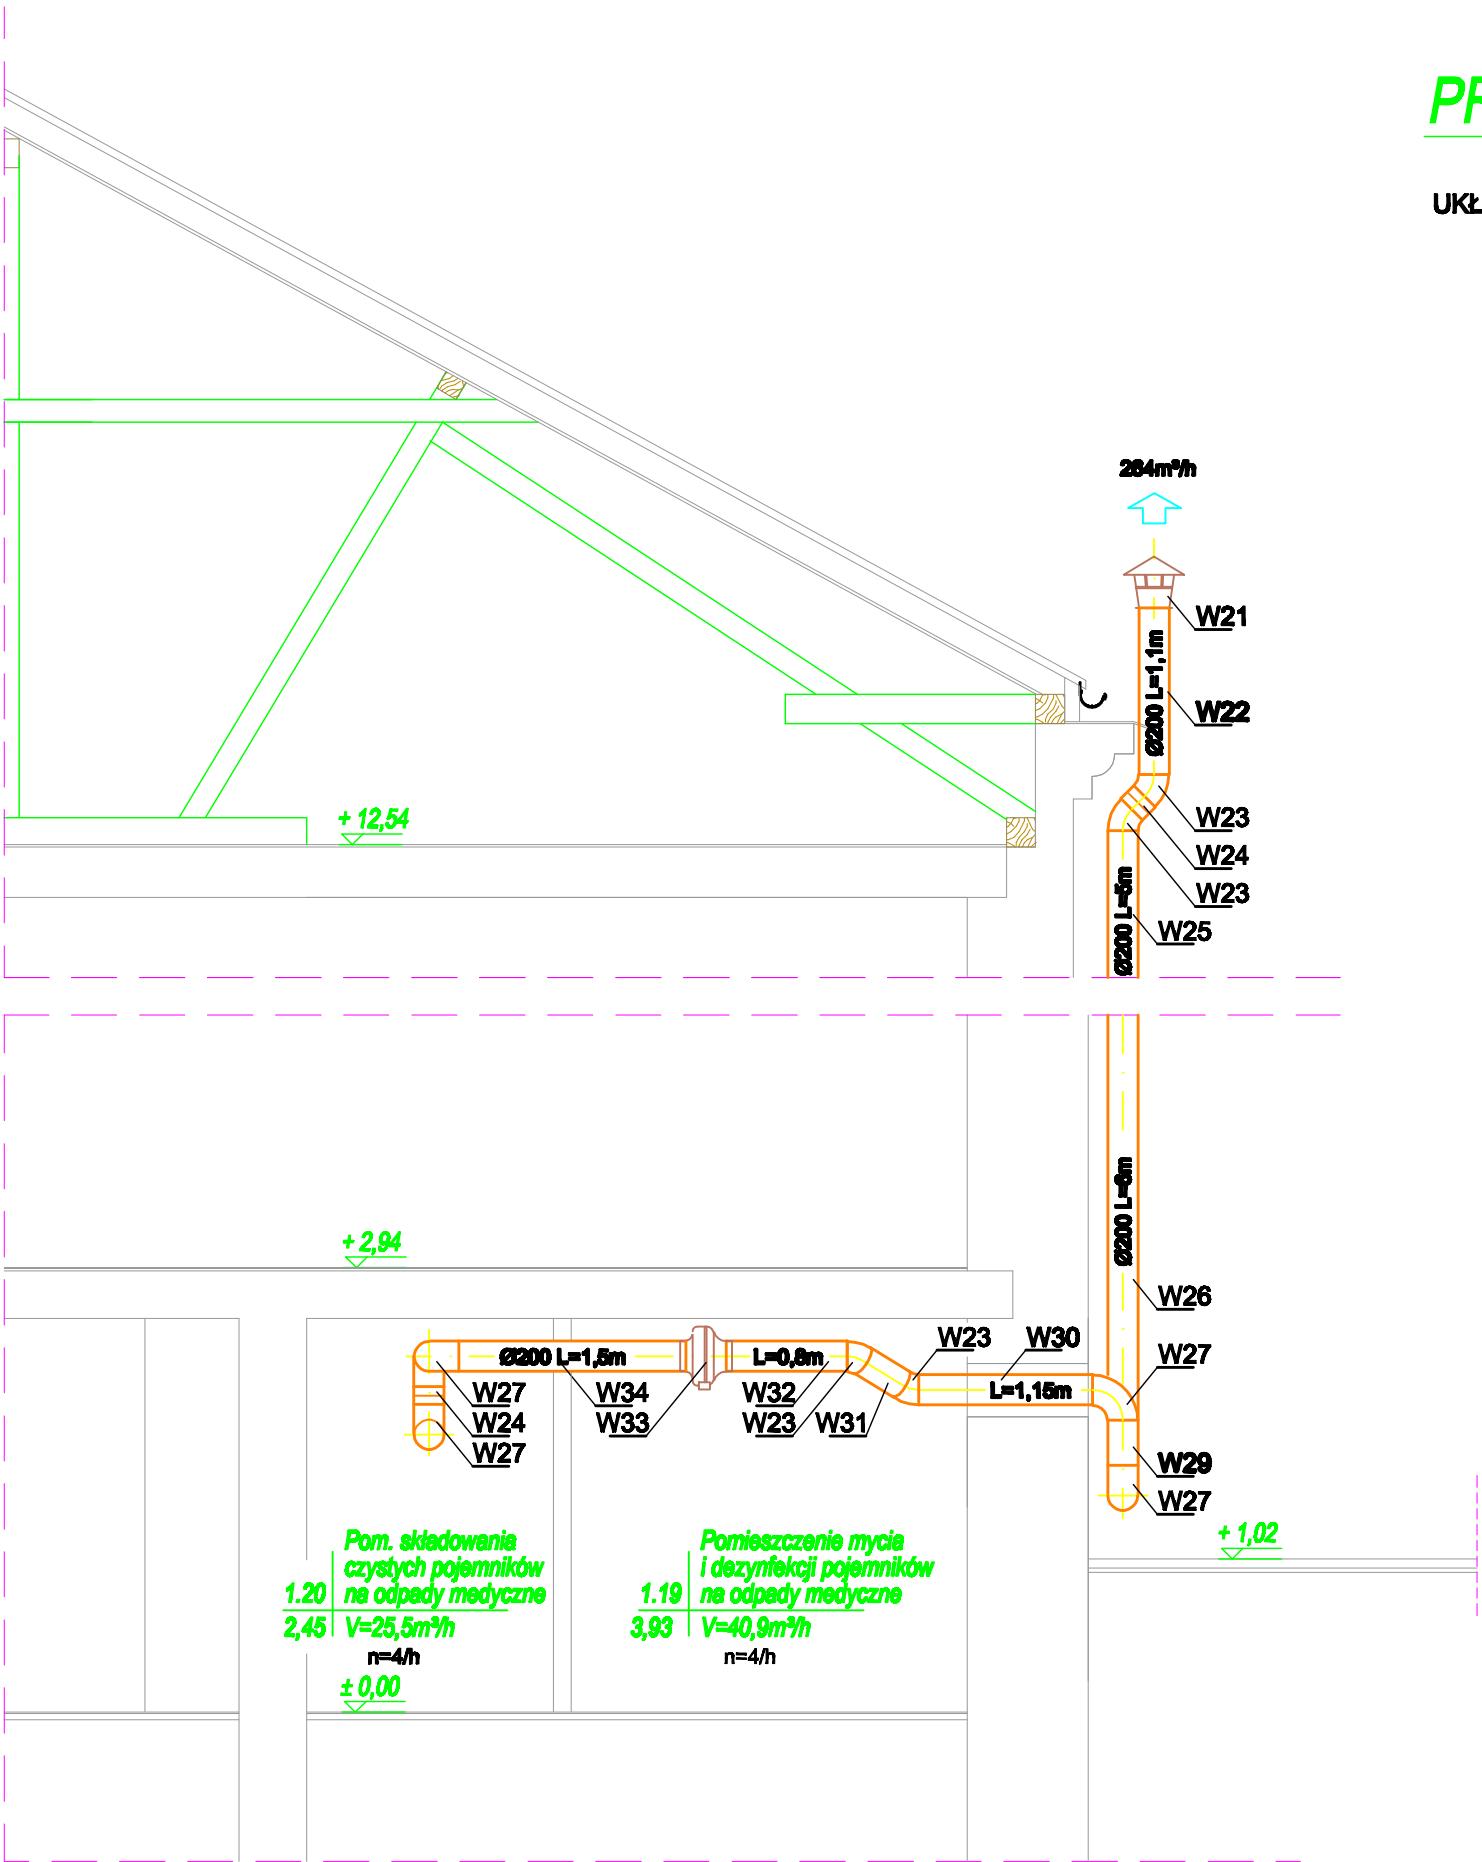 UKŁ
264m³/h
W21
Ø200 L=1,1m
W22
+ 12,54
W23
W24
W23
Ø200 L=5m
W25
+ 2,94
Ø200 L=6m
W26
W23
W30
W27
Ø200 L=1,5m
L=0,8m
L=1,15m
W27
W34
W32
W24
W33
W23
W31
W27
W29
W27
+ 1,02
Pom. składowania
czystych pojemników
1.20 na odpady medyczne
2,45 V=25,5m³/h
n=4/h
Pomieszczenie mycia
i dezynfekcji pojemników
1.19 na odpady medyczne
3,93 V=40,9m³/h
n=4/h
± 0,00